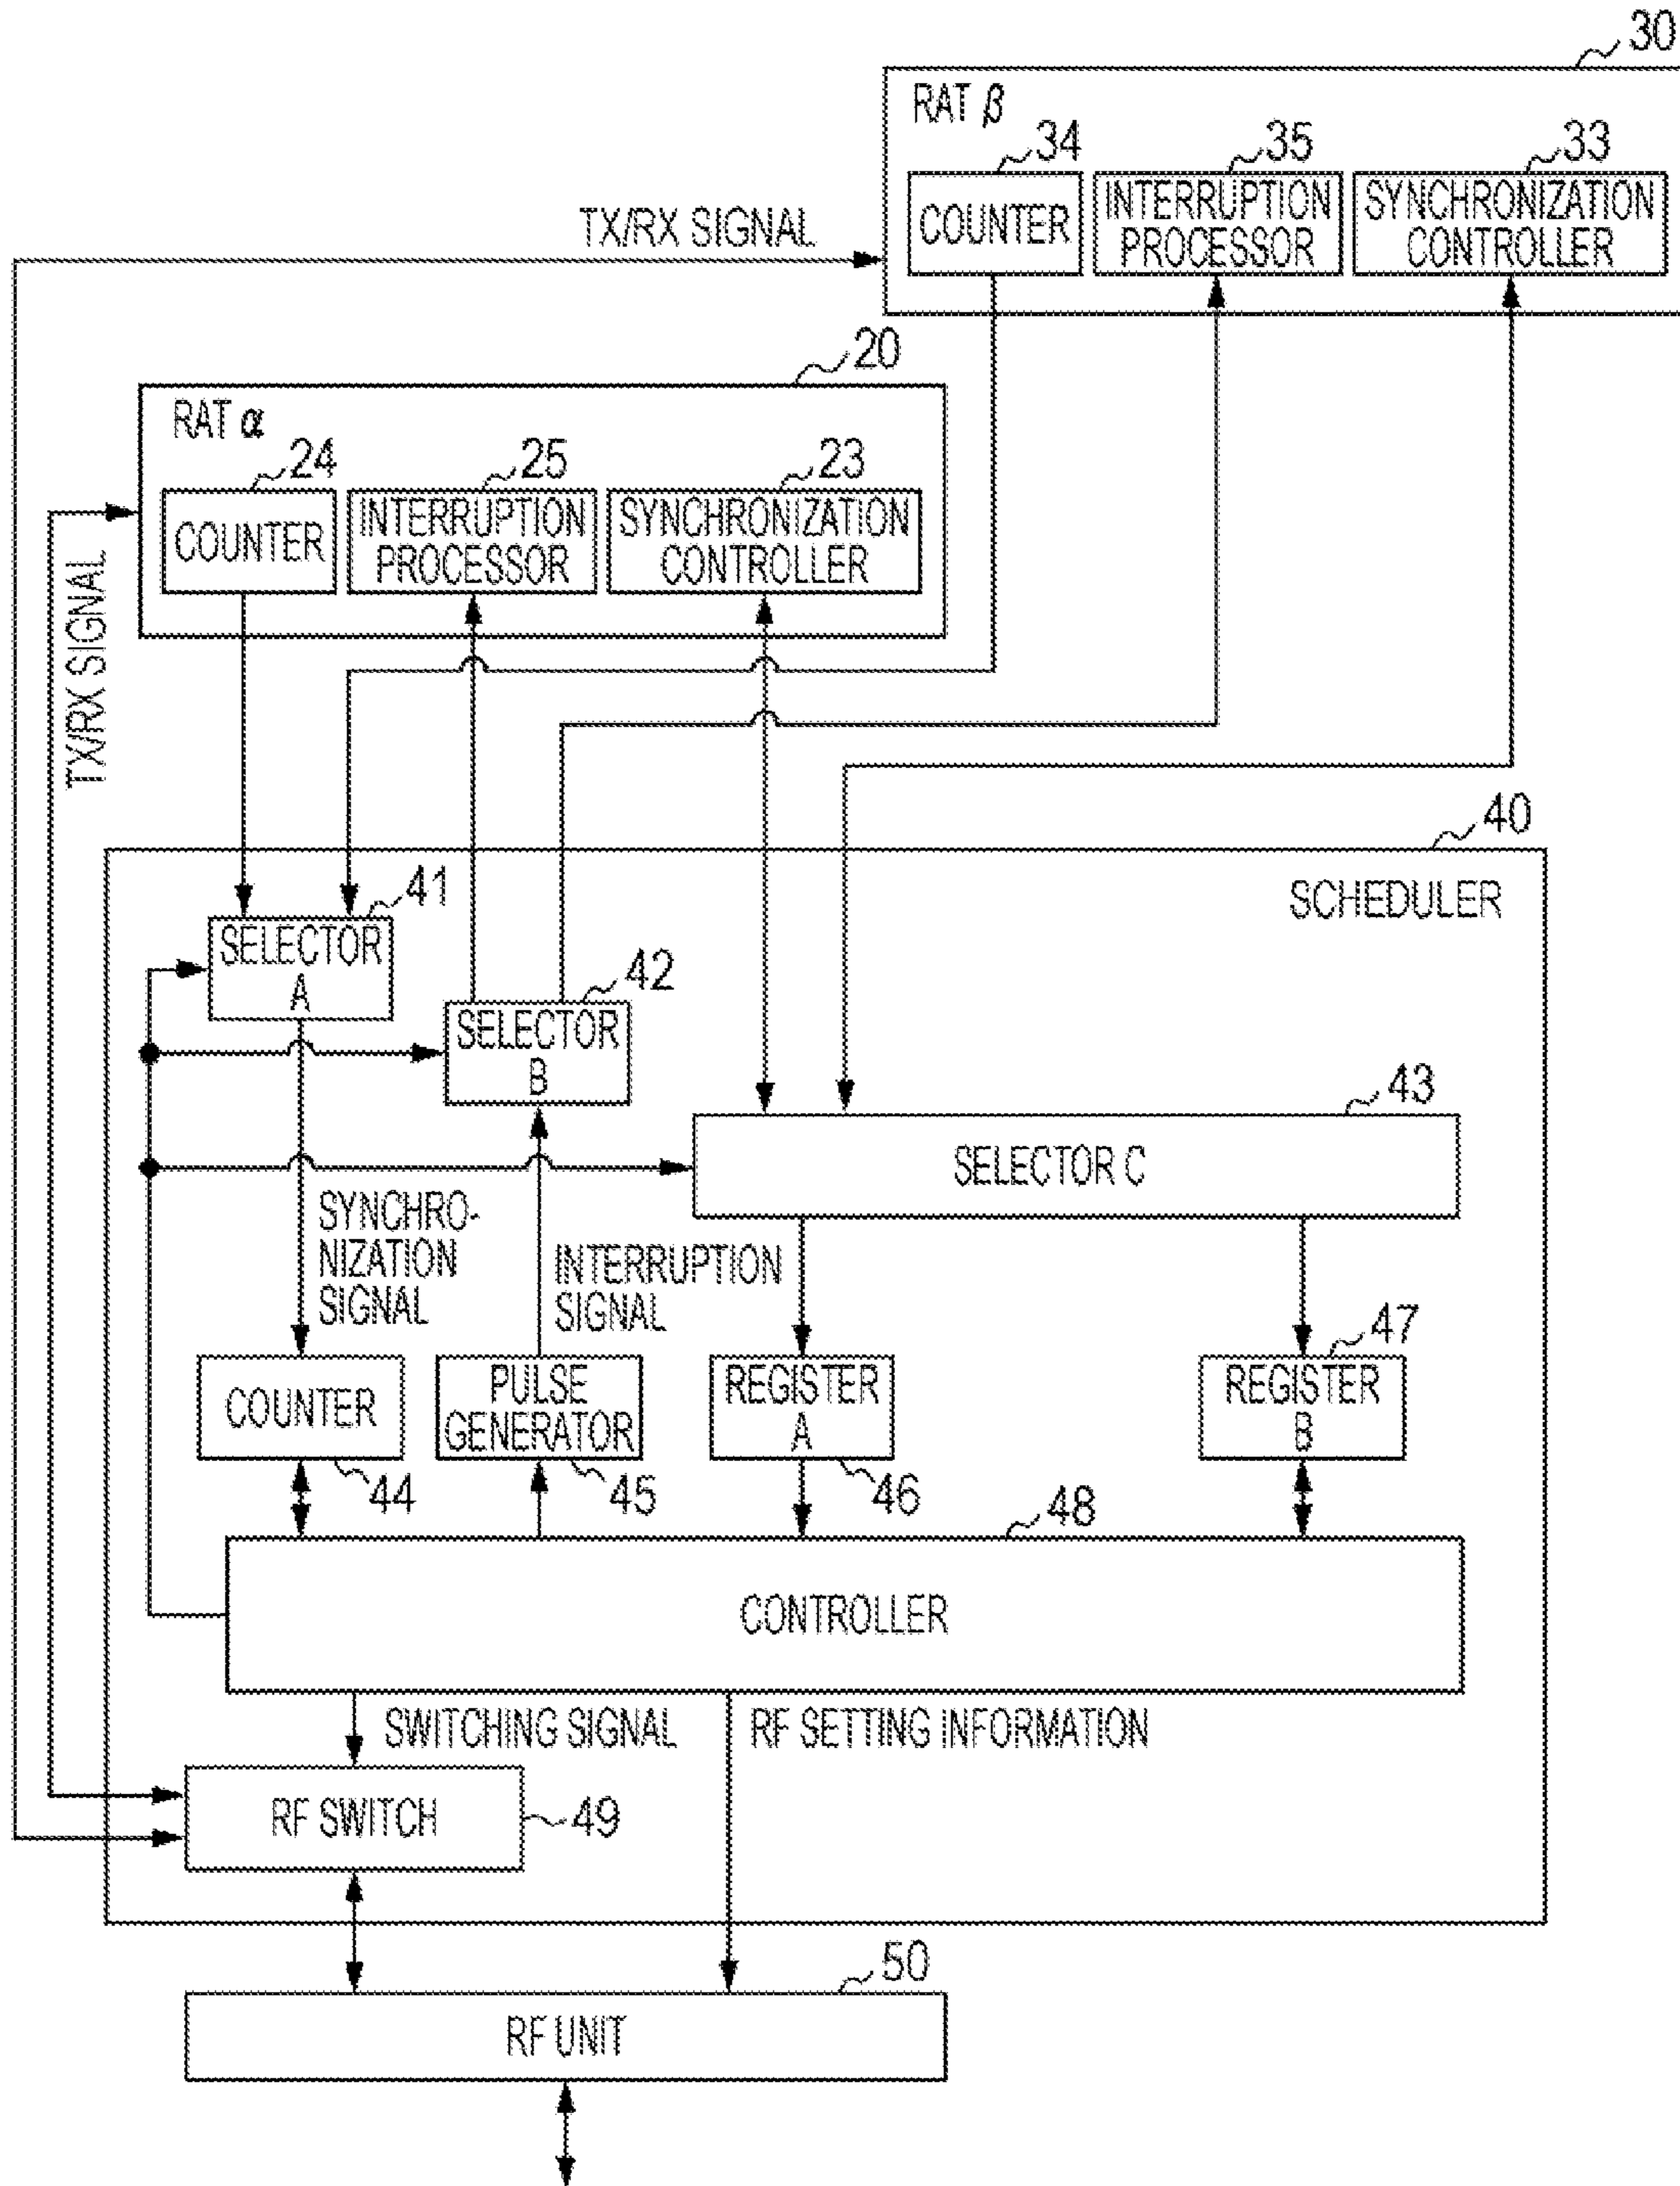 30
RAT β
34
35
33
COUNTER
INTERRUPTION
PROCESSOR
SYNCHRONIZATION
CONTROLLER
TX/RX SIGNAL
20
RAT α
24
25
23
COUNTER
INTERRUPTION
PROCESSOR
SYNCHRONIZATION
CONTROLLER
TX/RX SIGNAL
40
SCHEDULER
41
SELECTOR
A
42
SELECTOR
B
43
SELECTOR C
SYNCHRO-
NIZATION
SIGNAL
INTERRUPTION
SIGNAL
COUNTER
44
PULSE
GENERATOR
45
REGISTER
A
46
47
REGISTER
B
48
CONTROLLER
SWITCHING SIGNAL
RF SETTING INFORMATION
RF SWITCH
49
50
RF UNIT